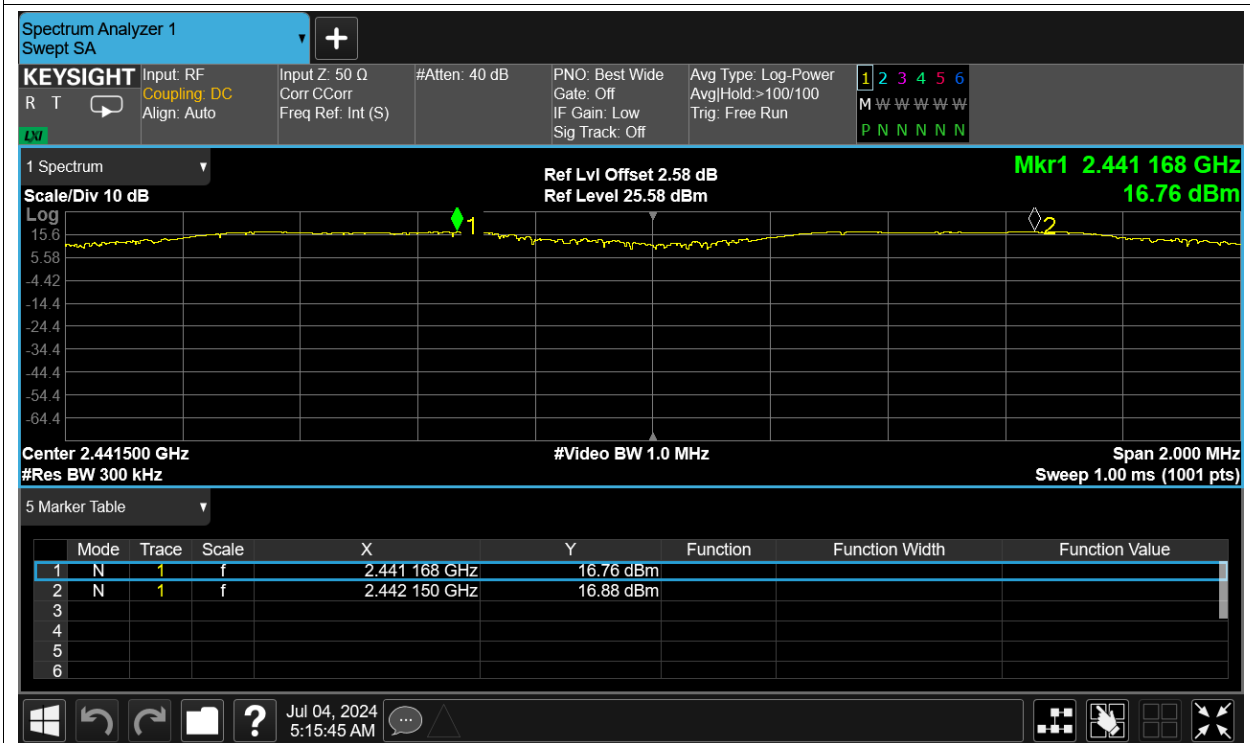 Spectrum Analyzer 1
Swept SA
+
KEYSIGHT
R T
LXI
Input: RF
Coupling: DC
Align: Auto
Input Z: 50 Ω
Corr CCorr
Freq Ref: Int (S)
#Atten: 40 dB
PNO: Best Wide
Gate: Off
IF Gain: Low
Sig Track: Off
Avg Type: Log-Power
Avg|Hold:>100/100
Trig: Free Run
1 2 3 4 5 6
M W W W W W
P N N N N N
1 Spectrum
Scale/Div 10 dB
Ref Lvl Offset 2.58 dB
Ref Level 25.58 dBm
Mkr1 2.441 168 GHz
16.76 dBm
Log
15.6
5.58
-4.42
-14.4
-24.4
-34.4
-44.4
-54.4
-64.4
1
2
Center 2.441500 GHz
#Video BW 1.0 MHz
Span 2.000 MHz
#Res BW 300 kHz
Sweep 1.00 ms (1001 pts)
5 Marker Table
Mode Trace Scale X Y Function Function Width Function Value
1 N 1 f 2.441 168 GHz 16.76 dBm
2 N 1 f 2.442 150 GHz 16.88 dBm
3
4
5
6
?
Jul 04, 2024
5:15:45 AM